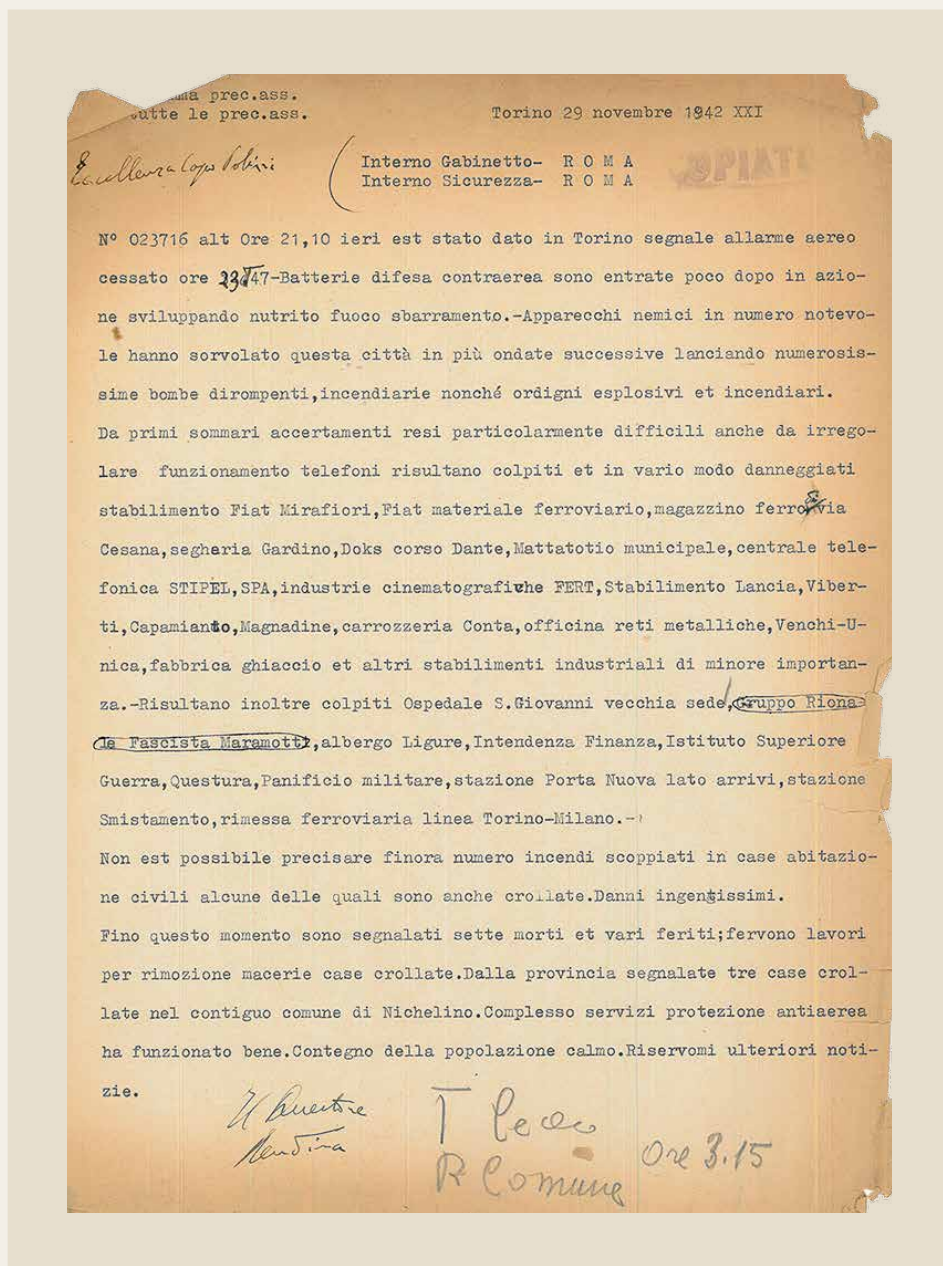 prec.ass.
tutte le prec.ass.
Torino 29 novembre 1942 XXI
Eccellenza Capo Polizia
Interno Gabinetto- R O M A
Interno Sicurezza- R O M A
OPIATO
N° 023716 alt Ore 21,10 ieri est stato dato in Torino segnale allarme aereo
cessato ore 23,47-Batterie difesa contraerea sono entrate poco dopo in azio-
ne sviluppando nutrito fuoco sbarramento.-Apparecchi nemici in numero notevo-
le hanno sorvolato questa città in più ondate successive lanciando numerosis-
sime bombe dirompenti,incendiarie nonché ordigni esplosivi et incendiari.
Da primi sommari accertamenti resi particolarmente difficili anche da irrego-
lare funzionamento telefoni risultano colpiti et in vario modo danneggiati
stabilimento Fiat Mirafiori,Fiat materiale ferroviario,magazzino ferrovia
Cesana,segheria Gardino,Doks corso Dante,Mattatotio municipale,centrale tele-
fonica STIPEL,SPA,industrie cinematografiche FERT,Stabilimento Lancia,Viber-
ti,Capamianto,Magnadine,carrozzeria Conta,officina reti metalliche,Venchi-U-
nica,fabbrica ghiaccio et altri stabilimenti industriali di minore importan-
za.-Risultano inoltre colpiti Ospedale S.Giovanni vecchia sede,Gruppo Riona-
le Fascista Maramotti,albergo Ligure,Intendenza Finanza,Istituto Superiore
Guerra,Questura,Panificio militare,stazione Porta Nuova lato arrivi,stazione
Smistamento,rimessa ferroviaria linea Torino-Milano.-
Non est possibile precisare finora numero incendi scoppiati in case abitazio-
ne civili alcune delle quali sono anche crollate.Danni ingentissimi.
Fino questo momento sono segnalati sette morti et vari feriti;fervono lavori
per rimozione macerie case crollate.Dalla provincia segnalate tre case crol-
late nel contiguo comune di Nichelino.Complesso servizi protezione antiaerea
ha funzionato bene.Contegno della popolazione calmo.Riservomi ulteriori noti-
zie.
Il Questore
R Comune
Ore 3.15